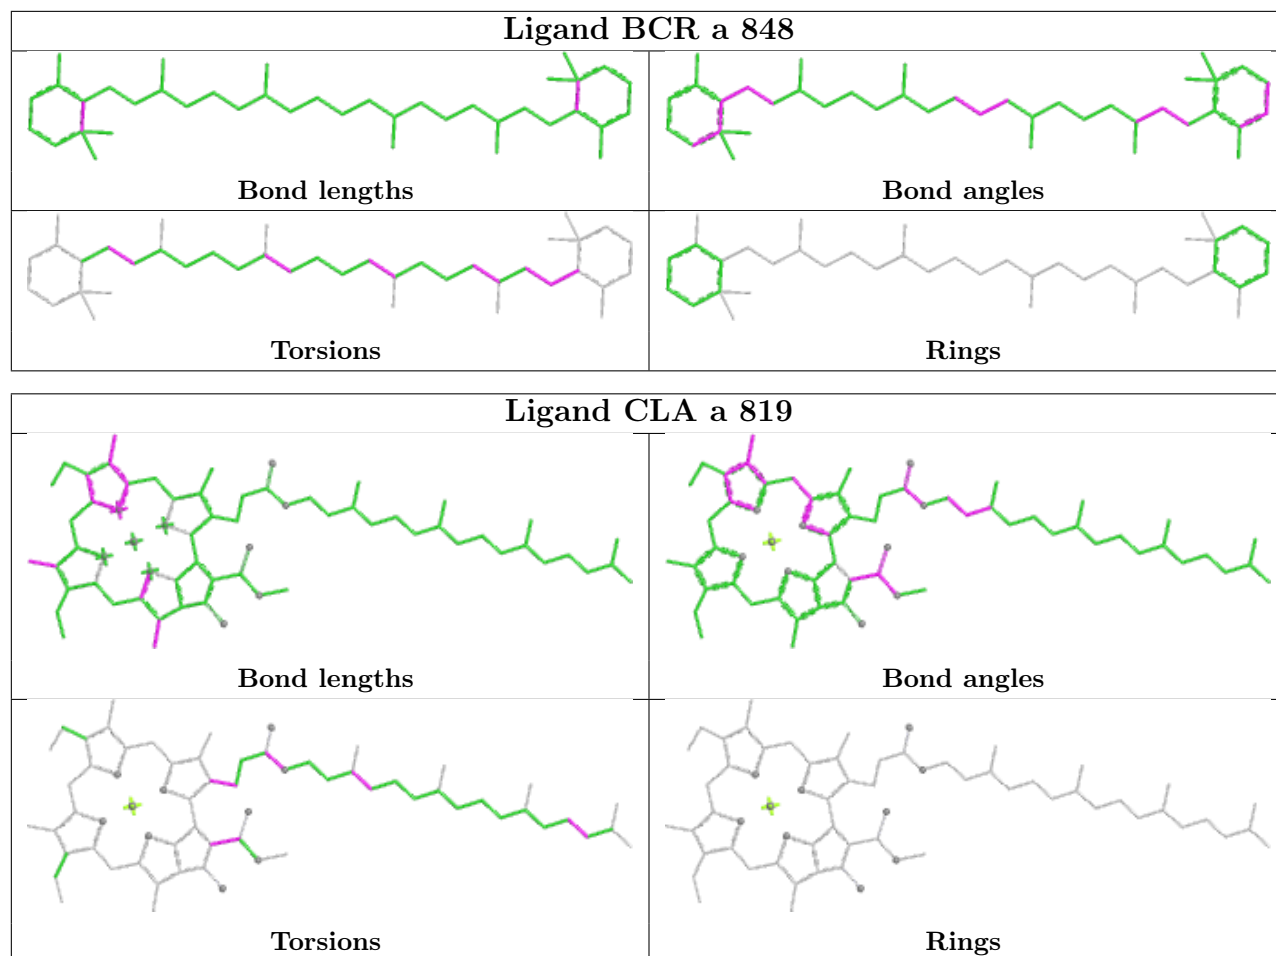 Ligand BCR a 848
Bond lengths
Bond angles
Torsions
Rings
Ligand CLA a 819
Bond lengths
Bond angles
Torsions
Rings